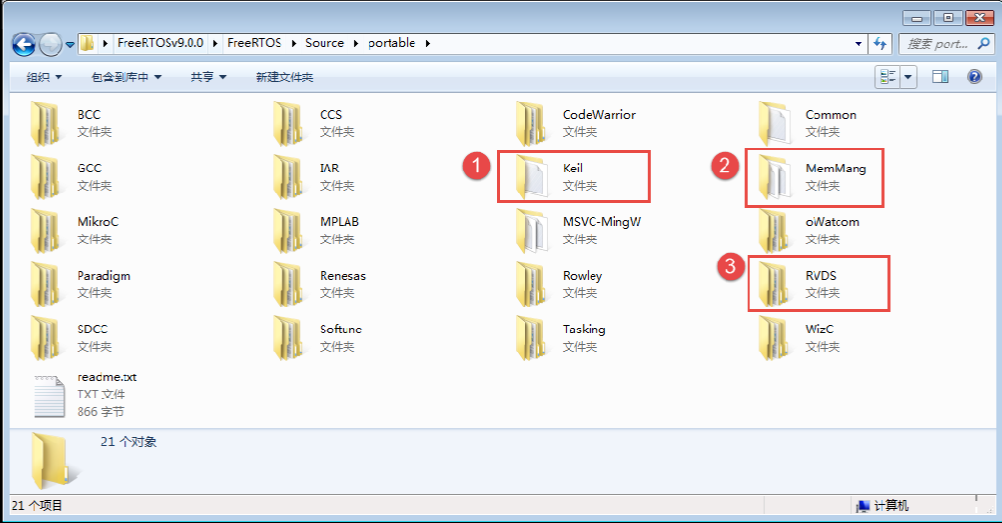 FreeRTOSv9.0.0 FreeRTOS Source portable
搜索 port...
组织 包含到库中 共享 新建文件夹
BCC
文件夹
CCS
文件夹
CodeWarrior
文件夹
Common
文件夹
GCC
文件夹
IAR
文件夹
1
Keil
文件夹
2
MemMang
文件夹
MikroC
文件夹
MPLAB
文件夹
MSVC-MingW
文件夹
oWatcom
文件夹
Paradigm
文件夹
Renesas
文件夹
Rowley
文件夹
3
RVDS
文件夹
SDCC
文件夹
Softune
文件夹
Tasking
文件夹
WizC
文件夹
readme.txt
TXT 文件
866 字节
21 个对象
21 个项目
计算机